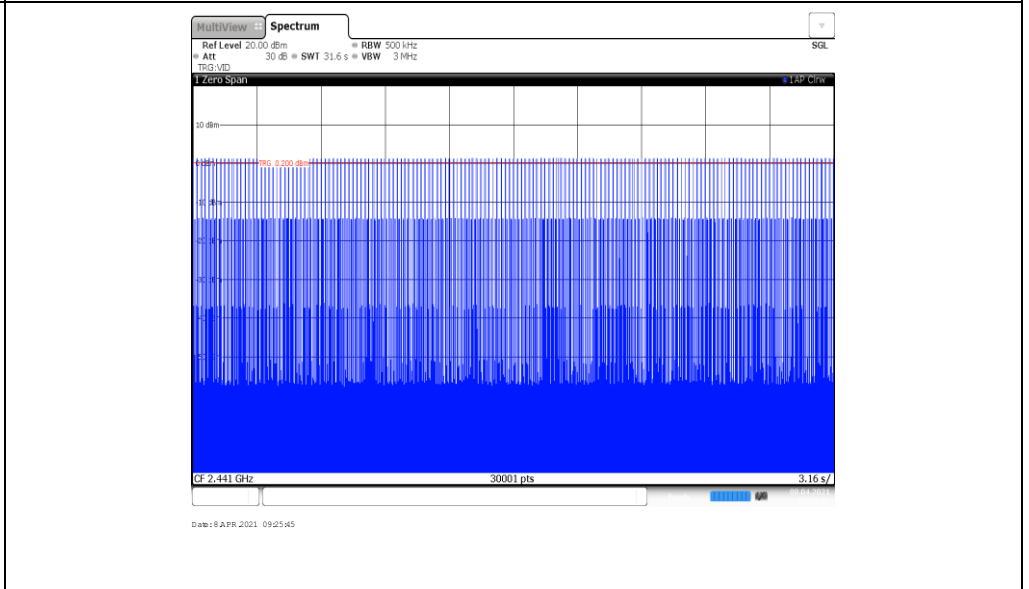 MultiView Spectrum
Ref Level 20.00 dBm RBW 500 kHz SGL
Att 30 dB SWT 31.6 s VBW 3 MHz
TRG:VID
1 Zero Span 1AP Clrw
10 dBm
TRG 0.200 dBm
CF 2.441 GHz 30001 pts 3.16 s/
Date: 8.APR.2021 09:25:45